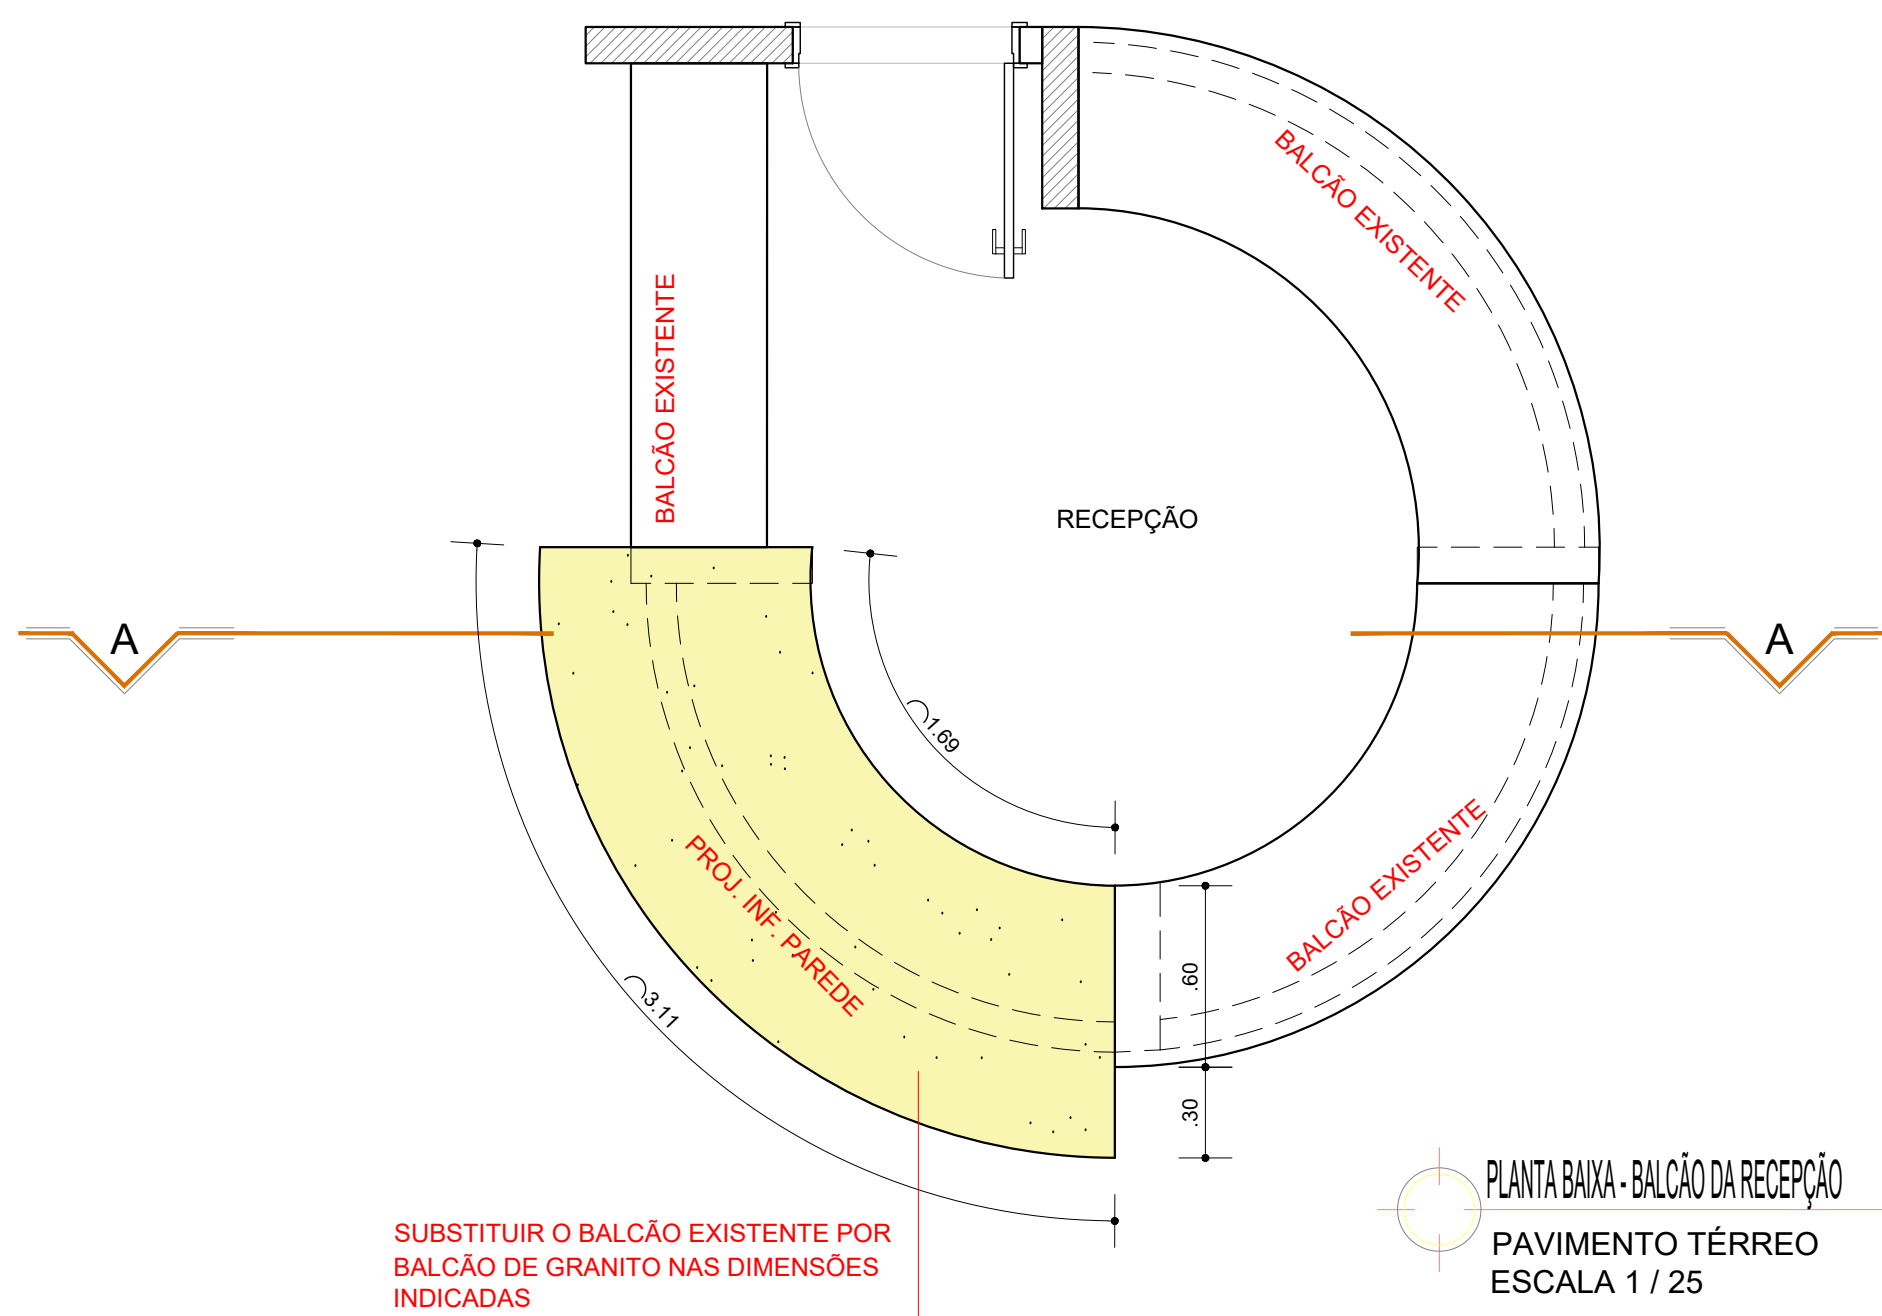 BALCÃO EXISTENTE
BALCÃO EXISTENTE
RECEPÇÃO
A
A
1.69
PROJ. INF. PAREDE
BALCÃO EXISTENTE
.60
3.11
.30
SUBSTITUIR O BALCÃO EXISTENTE POR
BALCÃO DE GRANITO NAS DIMENSÕES
INDICADAS
PLANTA BAIXA - BALCÃO DA RECEPÇÃO
PAVIMENTO TÉRREO
ESCALA 1 / 25